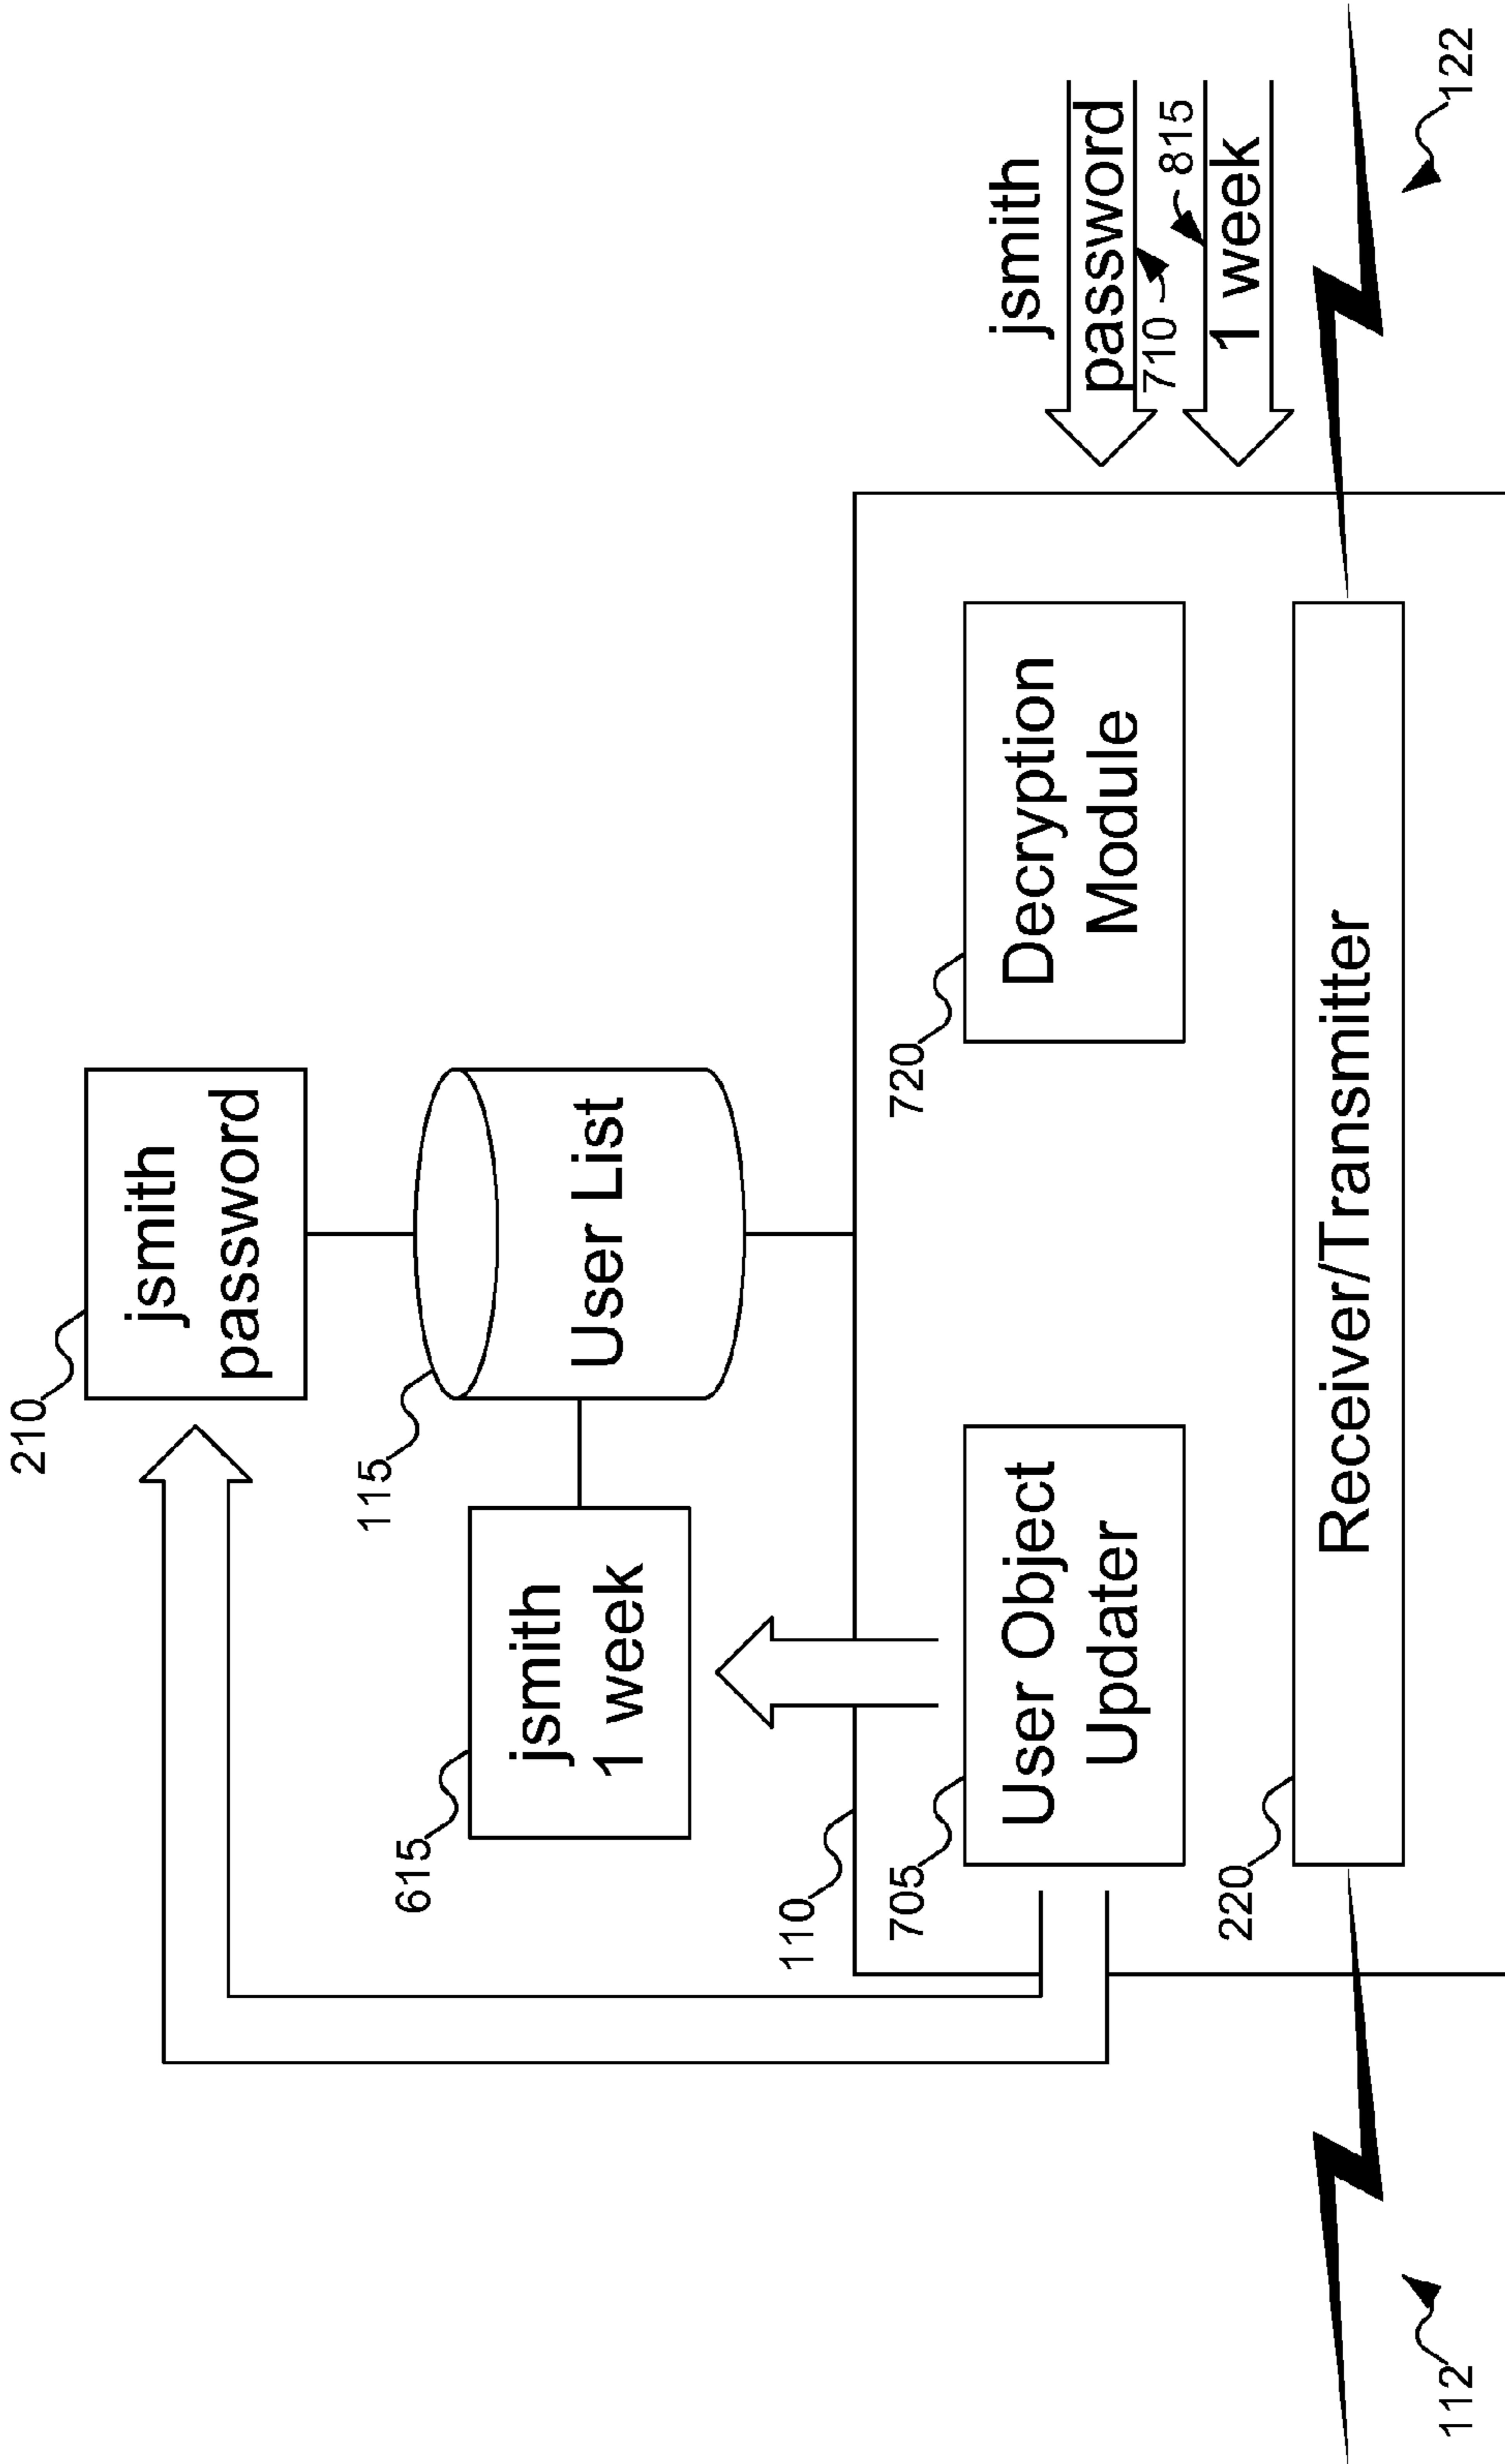 210
jsmith
password
115
User List
615
jsmith
1 week
110
705
User Object
Updater
720
Decryption
Module
220
Receiver/Transmitter
jsmith
password
710
815
1 week
112
122